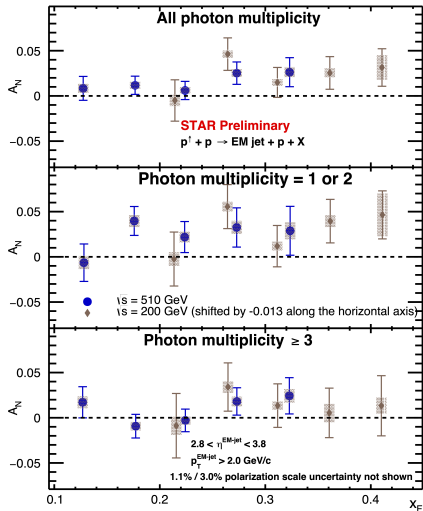 All photon multiplicity
A_N
0.05
0
−0.05
STAR Preliminary
p↑ + p → EM jet + p + X
Photon multiplicity = 1 or 2
A_N
0.05
0
−0.05
√s = 510 GeV
√s = 200 GeV (shifted by -0.013 along the horizontal axis)
Photon multiplicity ≥ 3
A_N
0.05
0
−0.05
2.8 < η^EM-jet < 3.8
p_T^EM-jet > 2.0 GeV/c
1.1% / 3.0% polarization scale uncertainty not shown
0.1 0.2 0.3 0.4
x_F